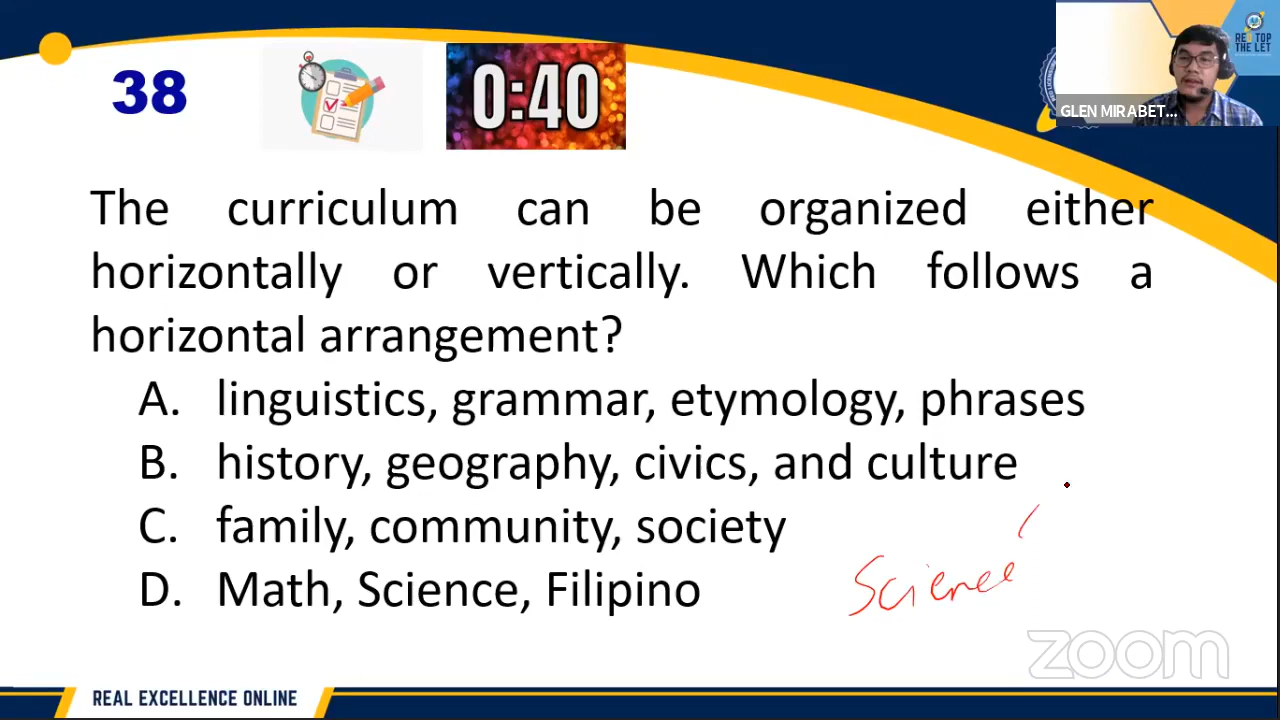 38
0:40
RE TOP
THE LET
GLEN MIRABET...
The curriculum can be organized either
horizontally or vertically. Which follows a
horizontal arrangement?
A. linguistics, grammar, etymology, phrases
B. history, geography, civics, and culture
C. family, community, society
D. Math, Science, Filipino
Science
zoom
REAL EXCELLENCE ONLINE